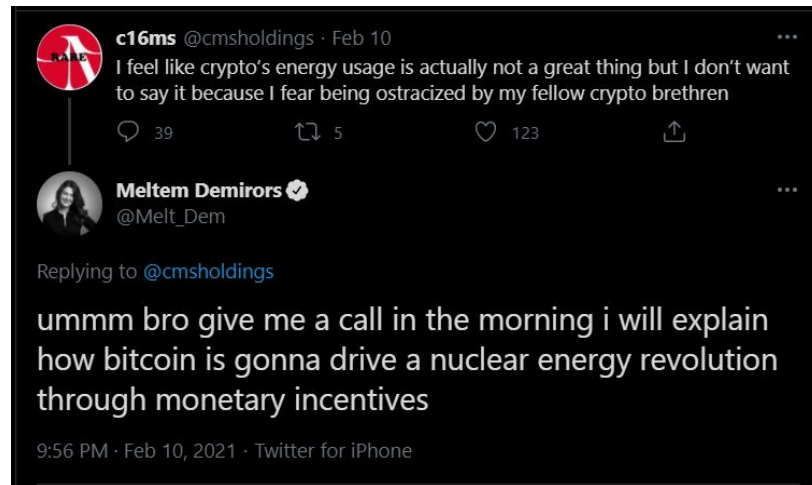 RARE
c16ms @cmsholdings · Feb 10
I feel like crypto's energy usage is actually not a great thing but I don't want
to say it because I fear being ostracized by my fellow crypto brethren
39 5 123
Meltem Demirors
@Melt_Dem
Replying to @cmsholdings
ummm bro give me a call in the morning i will explain
how bitcoin is gonna drive a nuclear energy revolution
through monetary incentives
9:56 PM · Feb 10, 2021 · Twitter for iPhone